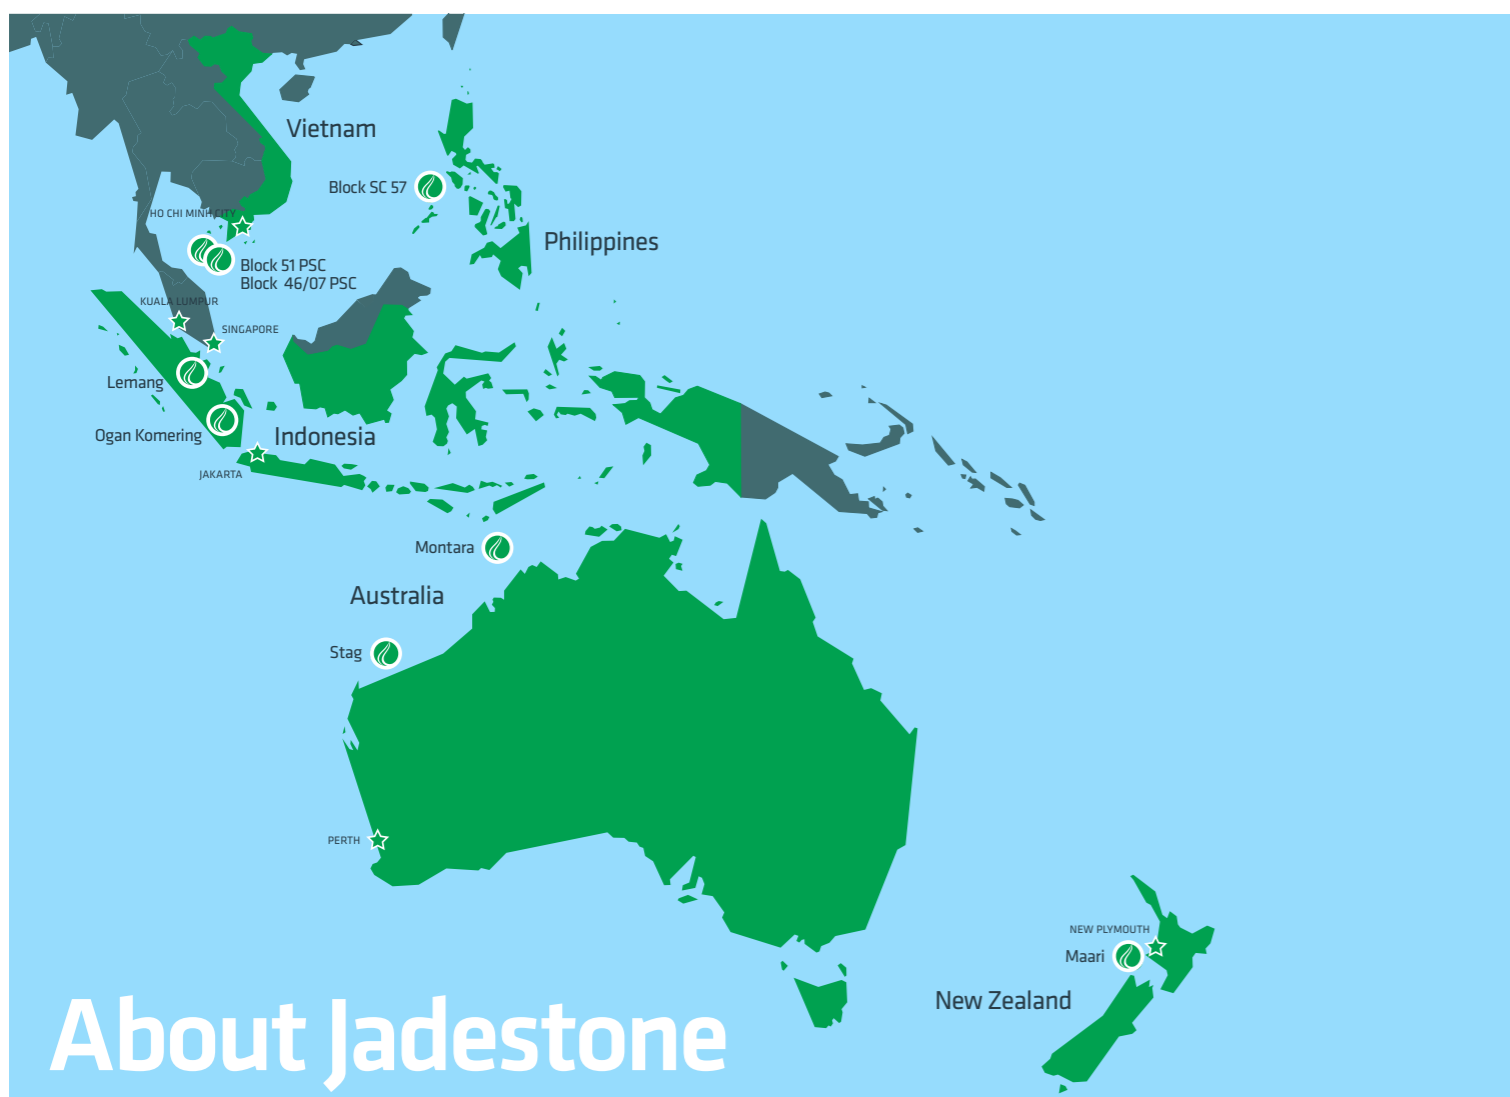 Vietnam
Block SC 57
HO CHI MINH CITY
Philippines
Block 51 PSC
Block 46/07 PSC
KUALA LUMPUR
SINGAPORE
Lemang
Ogan Komering
Indonesia
JAKARTA
Montara
Australia
Stag
PERTH
NEW PLYMOUTH
Maari
New Zealand
About Jadestone